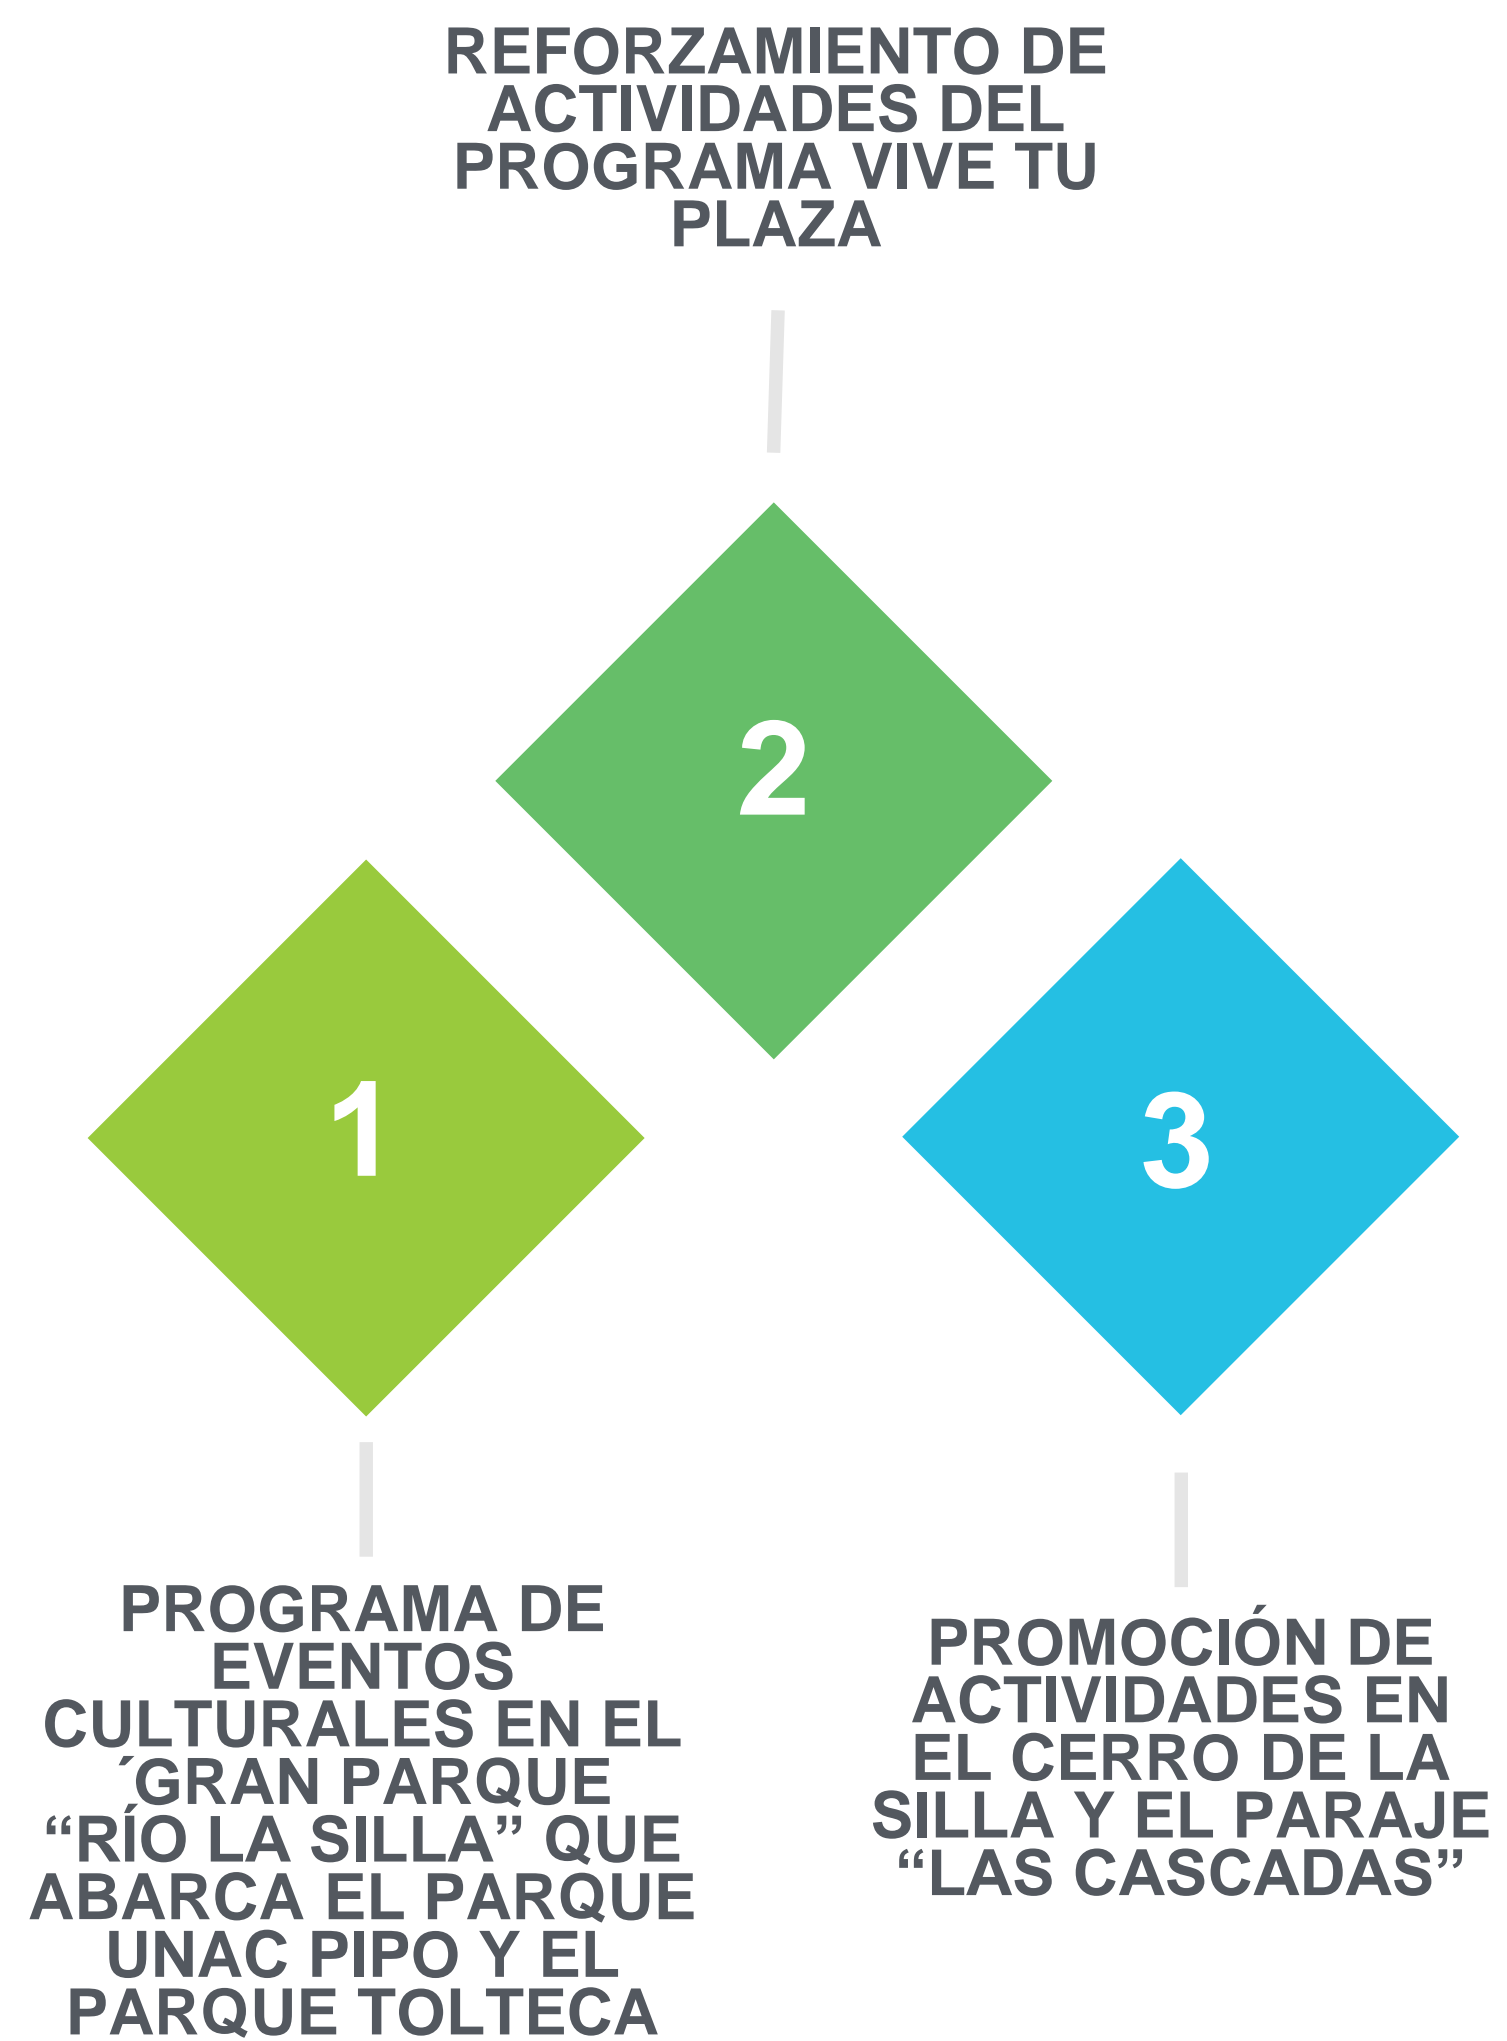 REFORZAMIENTO DE
ACTIVIDADES DEL
PROGRAMA VIVE TU
PLAZA
2
1
3
PROGRAMA DE
EVENTOS
CULTURALES EN EL
´GRAN PARQUE
“RÍO LA SILLA” QUE
ABARCA EL PARQUE
UNAC PIPO Y EL
PARQUE TOLTECA
PROMOCIÓN DE
ACTIVIDADES EN
EL CERRO DE LA
SILLA Y EL PARAJE
“LAS CASCADAS”